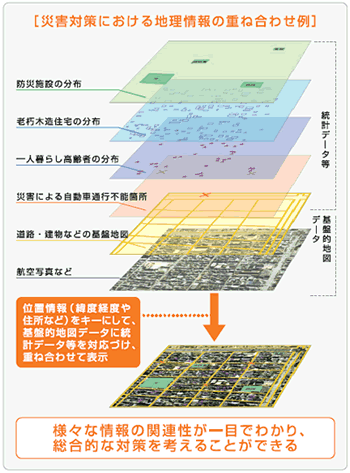 ［災害対策における地理情報の重ね合わせ例］
防災施設の分布
老朽木造住宅の分布
一人暮らし高齢者の分布
災害による自動車通行不能箇所
道路・建物などの基盤地図
航空写真など
統計データ等
基盤的地図
データ
位置情報（緯度経度や
住所など）をキーにして、
基盤的地図データに統
計データ等を対応づけ、
重ね合わせて表示
様々な情報の関連性が一目でわかり、
総合的な対策を考えることができる